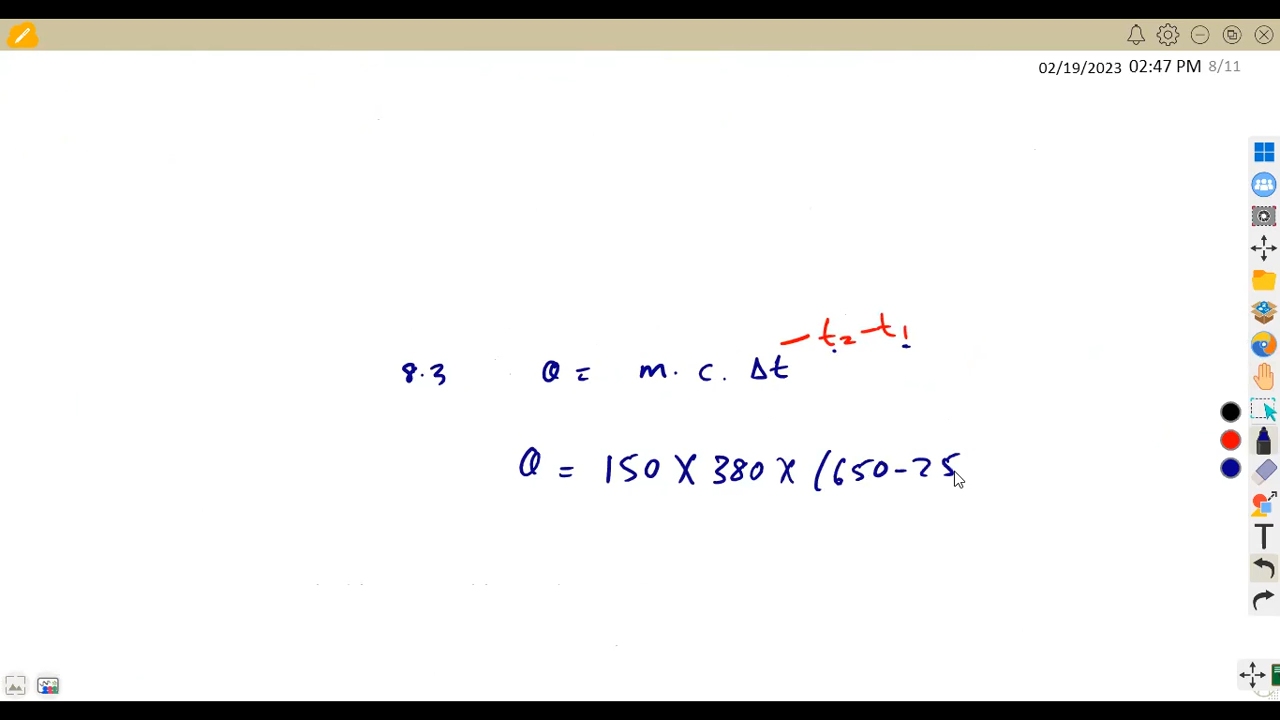 02/19/2023 02:47 PM 8/11
- t₂ - t₁
8.3 Q = m. c. Δt
Q = 150 X 380 X (650-25
T